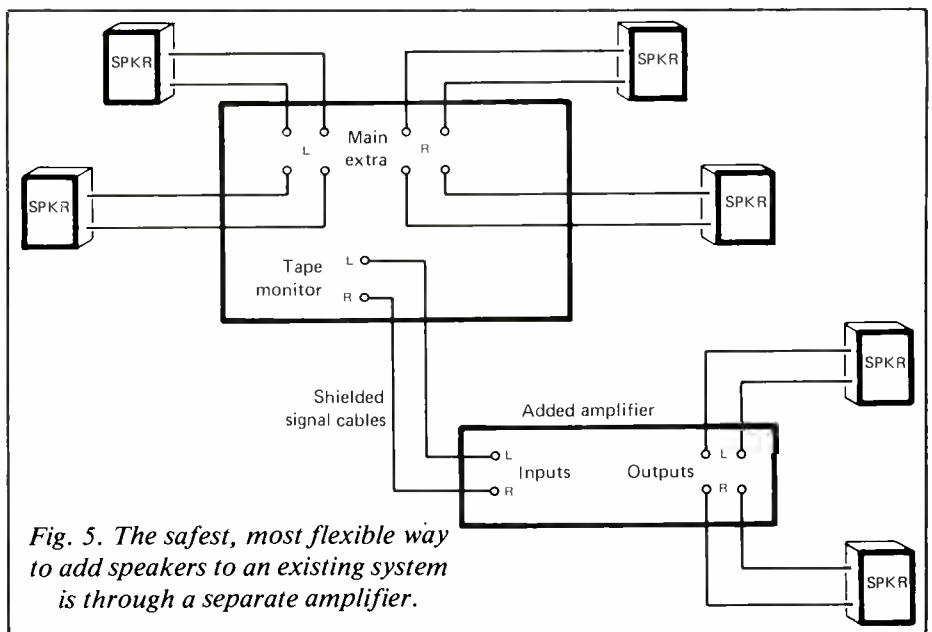 SPKR
SPKR
SPKR
SPKR
L
Main
extra
R
Tape
monitor
L
R
Shielded
signal cables
Added amplifier
SPKR
L
R
Inputs
Outputs
L
R
SPKR
Fig. 5. The safest, most flexible way
to add speakers to an existing system
is through a separate amplifier.